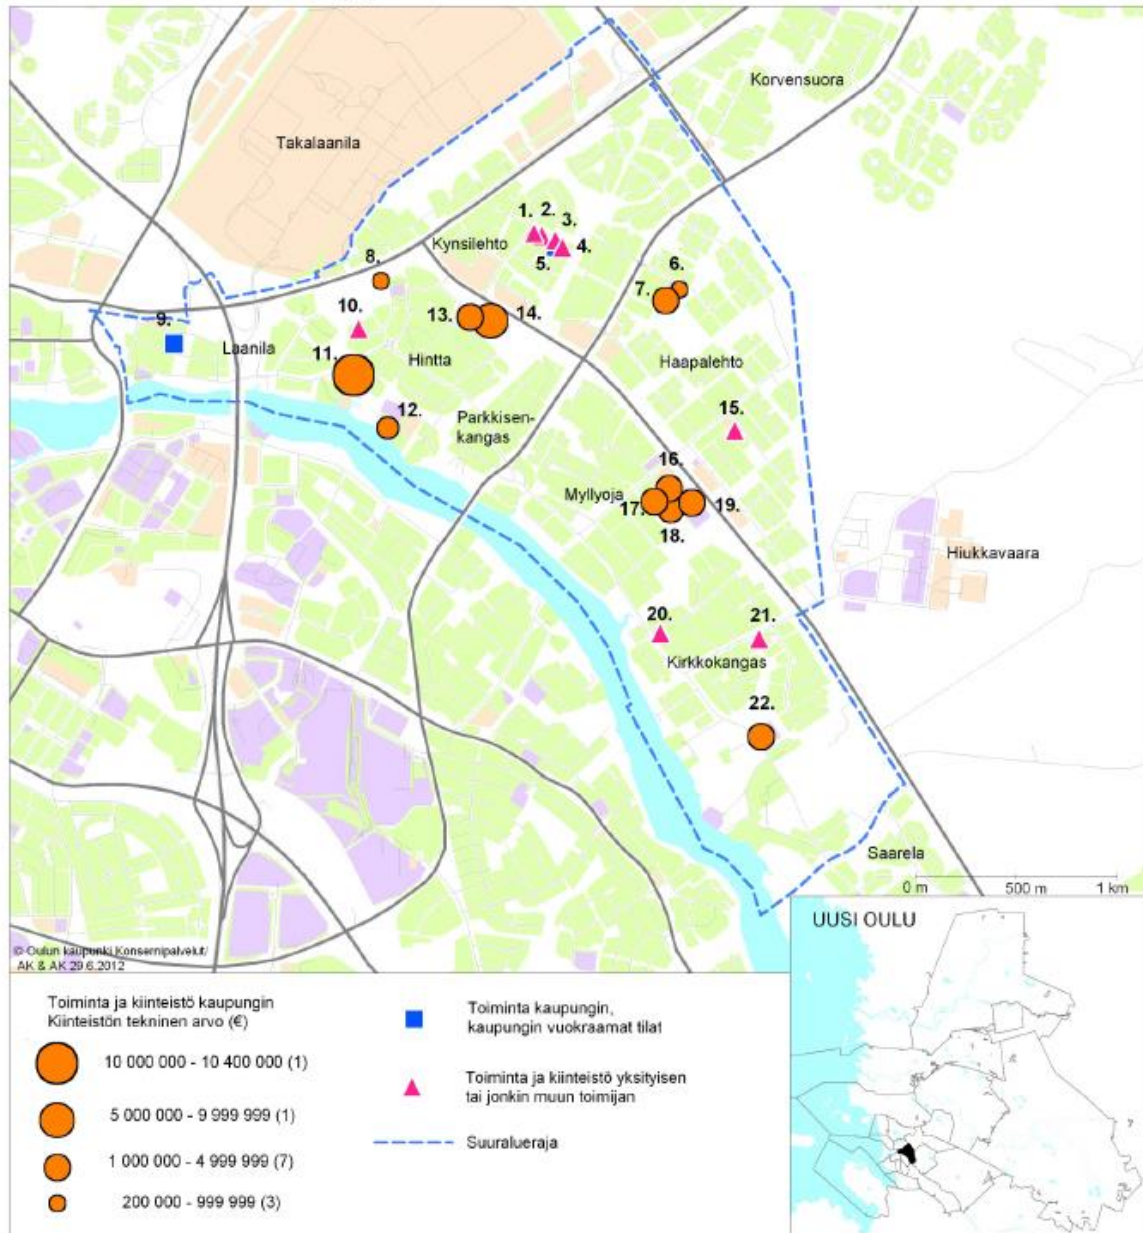 Korvensuora
Takalaanila
1.
2.
3.
Kynsilehto
4.
5.
8.
6.
7.
9.
10.
13.
14.
Laanila
11.
Hintta
Haapalehto
12.
Parkkisen-
kangas
15.
16.
Myllyoja
17.
19.
18.
Hiukkavaara
20.
21.
Kirkkokangas
22.
Saarela
0 m 500 m 1 km
© Oulun kaupunki Konsernipalvelut/
AK & AK 29.6.2012
UUSI OULU
Toiminta ja kiinteistö kaupungin
Kiinteistön tekninen arvo (€)
10 000 000 - 10 400 000 (1)
5 000 000 - 9 999 999 (1)
1 000 000 - 4 999 999 (7)
200 000 - 999 999 (3)
Toiminta kaupungin,
kaupungin vuokraamat tilat
Toiminta ja kiinteistö yksityisen
tai jonkin muun toimijan
Suuralueraja